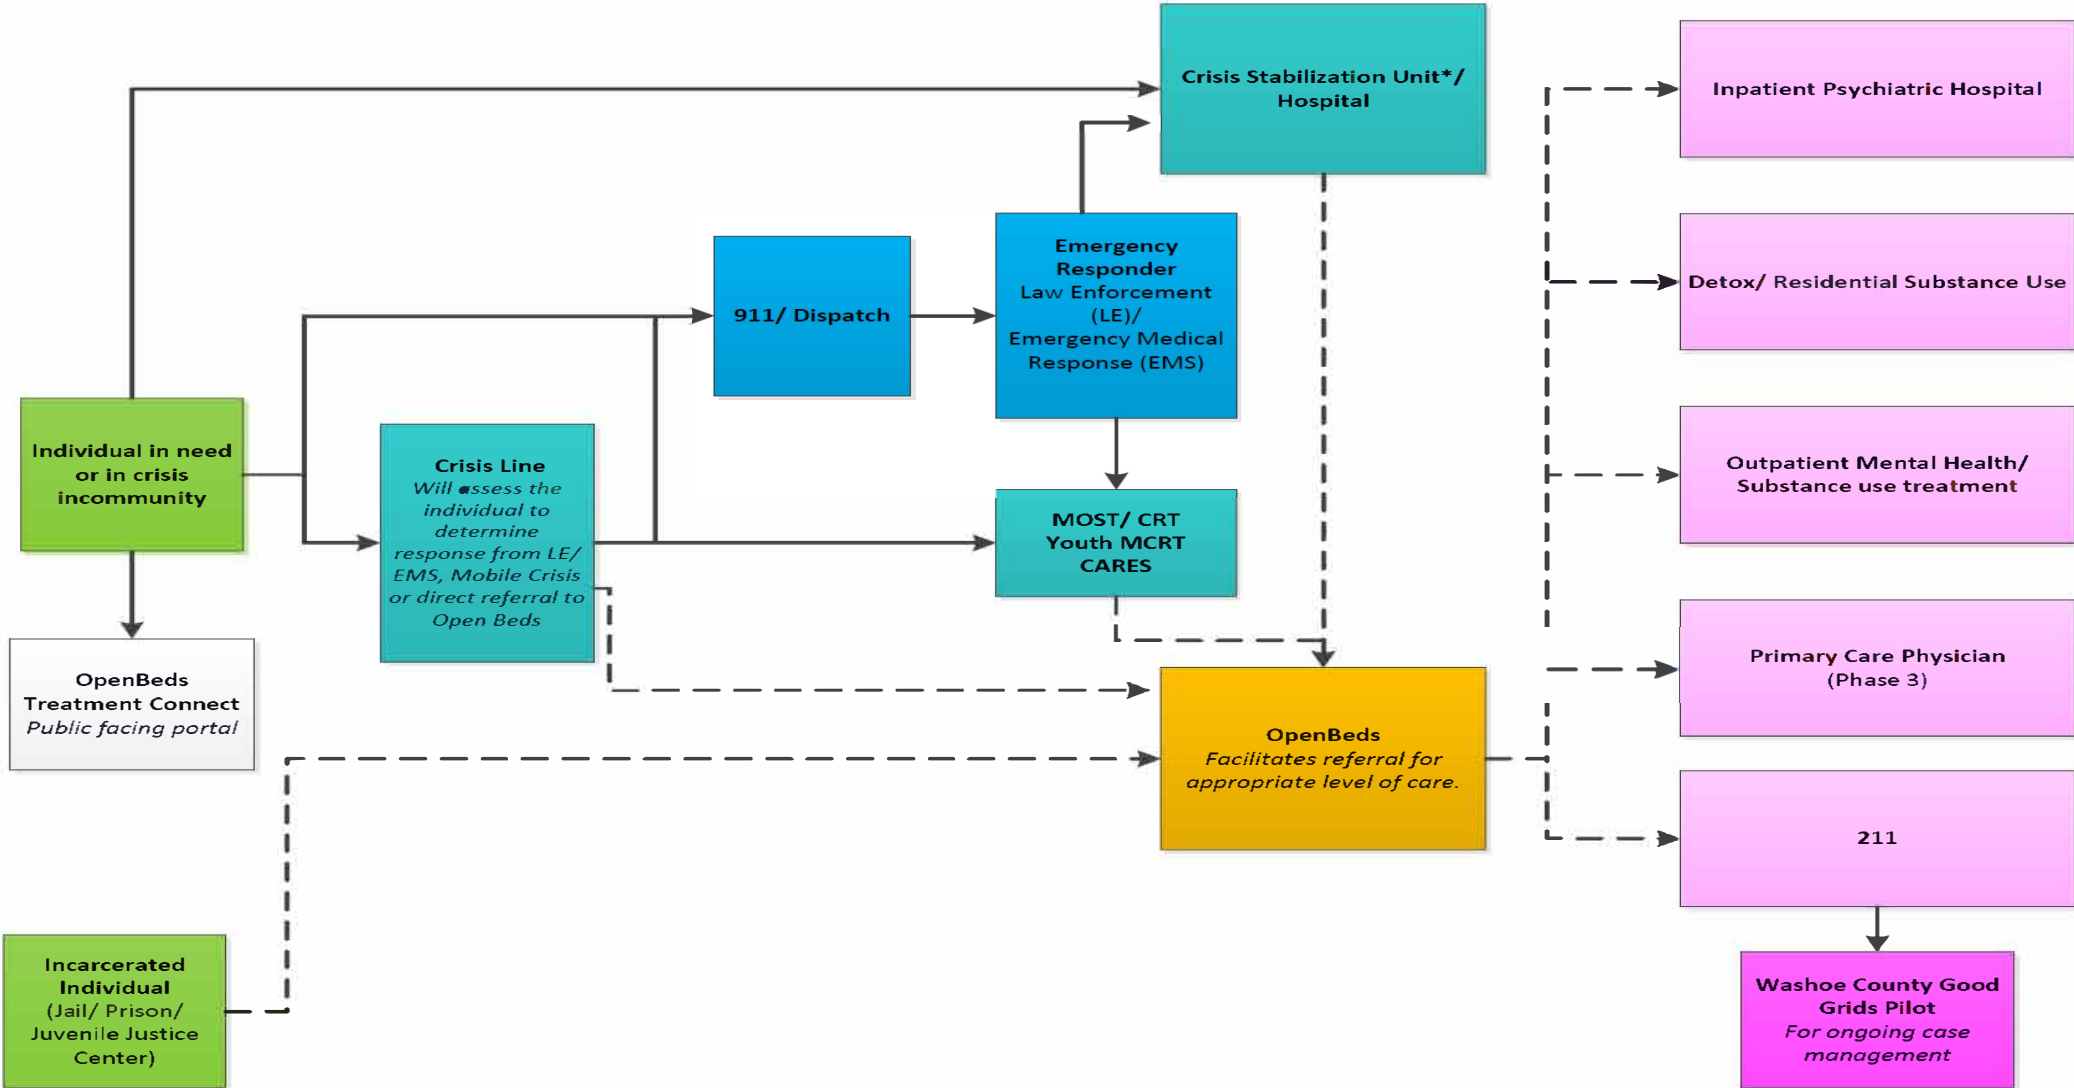 Crisis Stabilization Unit*/
Hospital
Inpatient Psychiatric Hospital
Emergency
Responder
Law Enforcement
(LE)/
Emergency Medical
Response (EMS)
911/ Dispatch
Detox/ Residential Substance Use
Individual in need
or in crisis
incommunity
Crisis Line
Will assess the
individual to
determine
response from LE/
EMS, Mobile Crisis
or direct referral to
Open Beds
MOST/ CRT
Youth MCRT
CARES
Outpatient Mental Health/
Substance use treatment
OpenBeds
Treatment Connect
Public facing portal
OpenBeds
Facilitates referral for
appropriate level of care.
Primary Care Physician
(Phase 3)
211
Incarcerated
Individual
(Jail/ Prison/
Juvenile Justice
Center)
Washoe County Good
Grids Pilot
For ongoing case
management